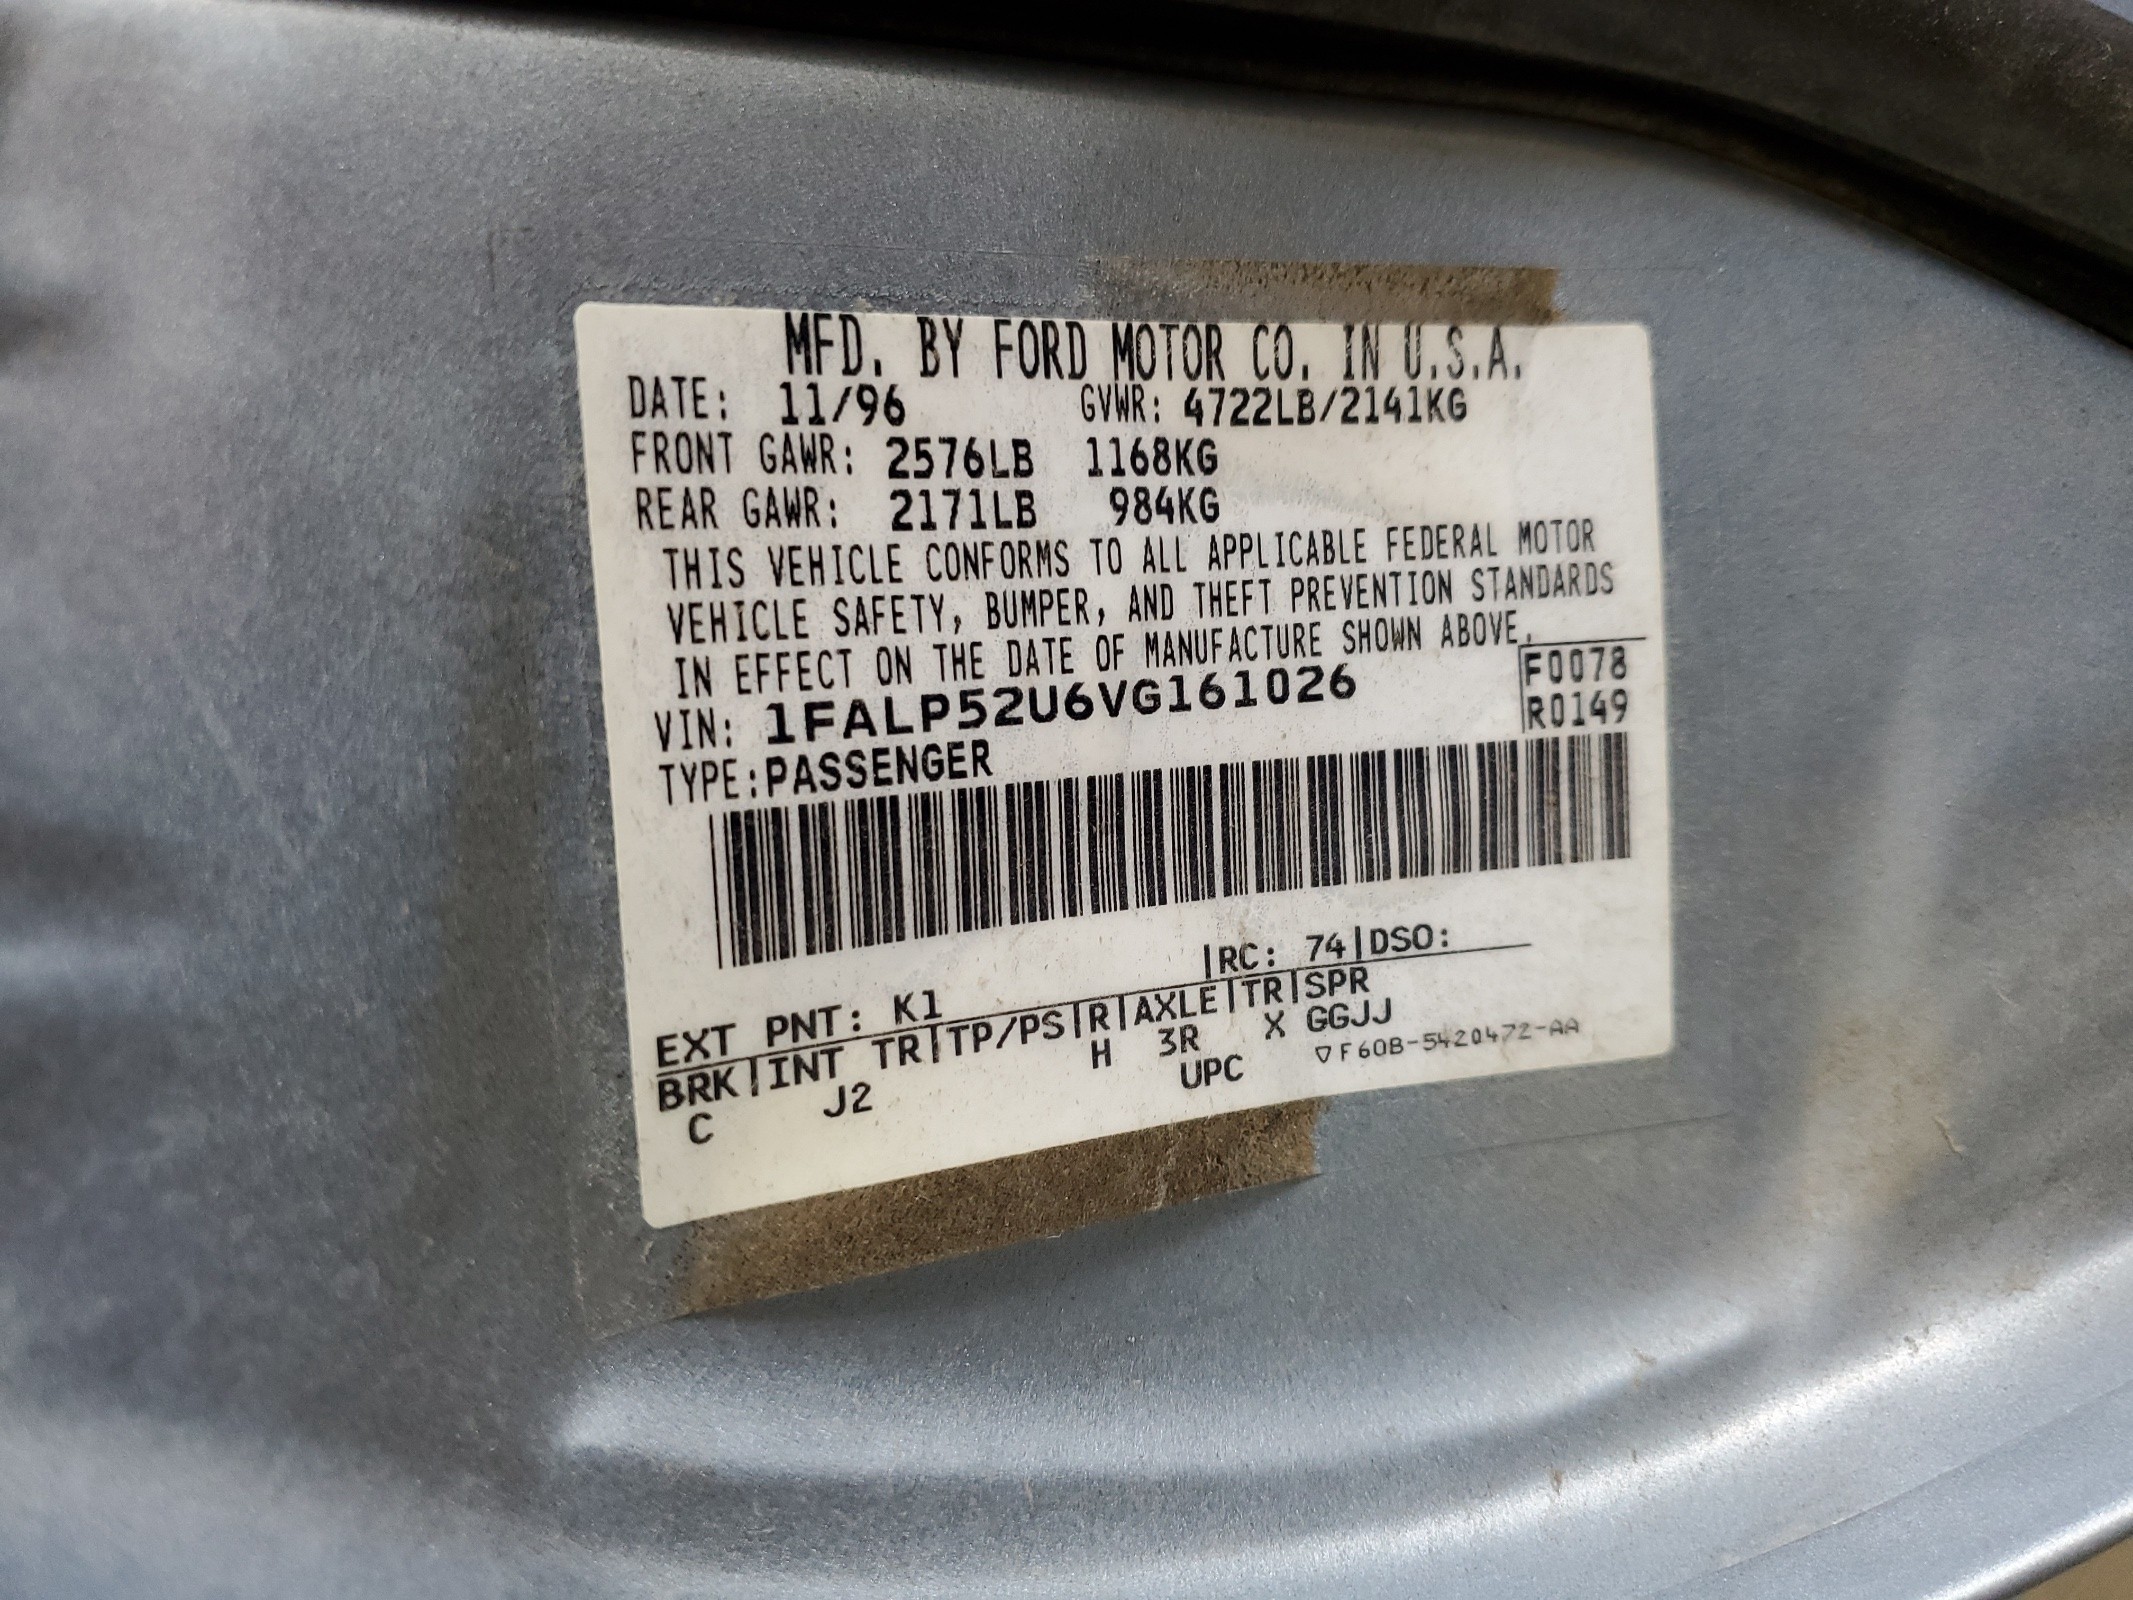 MFD. BY FORD MOTOR CO. IN U.S.A.
DATE: 11/96 GVWR: 4722LB/2141KG
FRONT GAWR: 2576LB 1168KG
REAR GAWR: 2171LB 984KG
THIS VEHICLE CONFORMS TO ALL APPLICABLE FEDERAL MOTOR
VEHICLE SAFETY, BUMPER, AND THEFT PREVENTION STANDARDS
IN EFFECT ON THE DATE OF MANUFACTURE SHOWN ABOVE.
VIN: 1FALP52U6VG161026
F0078
R0149
TYPE:PASSENGER
EXT PNT: K1 |RC: 74|DSO:
BRK|INT TR|TP/PS|R|AXLE|TR|SPR
C J2 H 3R X GGJJ
UPC ▽F60B-5420472-AA